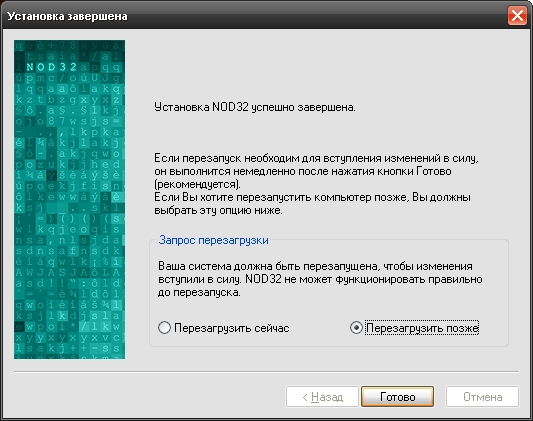 Установка завершена
NOD32
Установка NOD32 успешно завершена.
Если перезапуск необходим для вступления изменений в силу,
он выполнится немедленно после нажатия кнопки Готово
(рекомендуется).
Если Вы хотите перезапустить компьютер позже, Вы должны
выбрать эту опцию ниже.
Запрос перезагрузки
Ваша система должна быть перезапущена, чтобы изменения
вступили в силу. NOD32 не может функционировать правильно
до перезапуска.
Перезагрузить сейчас
Перезагрузить позже
< Назад
Готово
Отмена